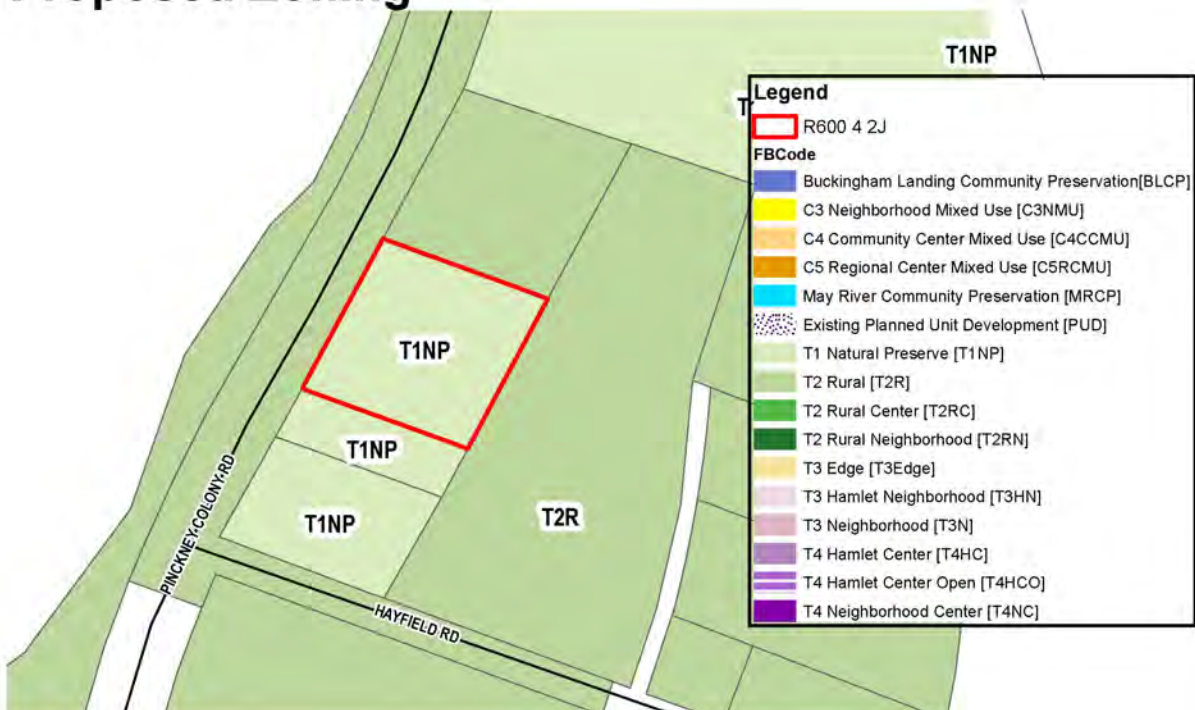 T1NP
Legend
R600 4 2J
FBCode
Buckingham Landing Community Preservation[BLCP]
C3 Neighborhood Mixed Use [C3NMU]
C4 Community Center Mixed Use [C4CCMU]
C5 Regional Center Mixed Use [C5RCMU]
May River Community Preservation [MRCP]
Existing Planned Unit Development [PUD]
T1 Natural Preserve [T1NP]
T2 Rural [T2R]
T2 Rural Center [T2RC]
T2 Rural Neighborhood [T2RN]
T3 Edge [T3Edge]
T3 Hamlet Neighborhood [T3HN]
T3 Neighborhood [T3N]
T4 Hamlet Center [T4HC]
T4 Hamlet Center Open [T4HCO]
T4 Neighborhood Center [T4NC]
T1NP
T1NP
T1NP
T2R
PINCKNEY COLONY RD
HAYFIELD RD